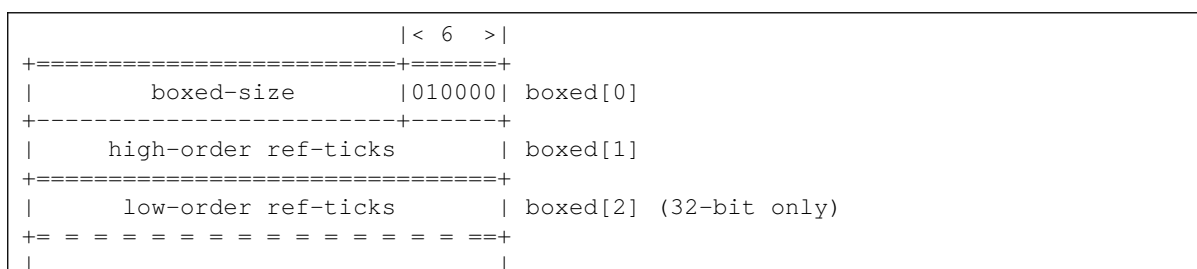 |< 6  >|
+=========================+======+
|        boxed-size       |010000| boxed[0]
+-------------------------+------+
|     high-order ref-ticks       | boxed[1]
+================================+
|      low-order ref-ticks       | boxed[2] (32-bit only)
+= = = = = = = = = = = = = = = ==+
|                                |